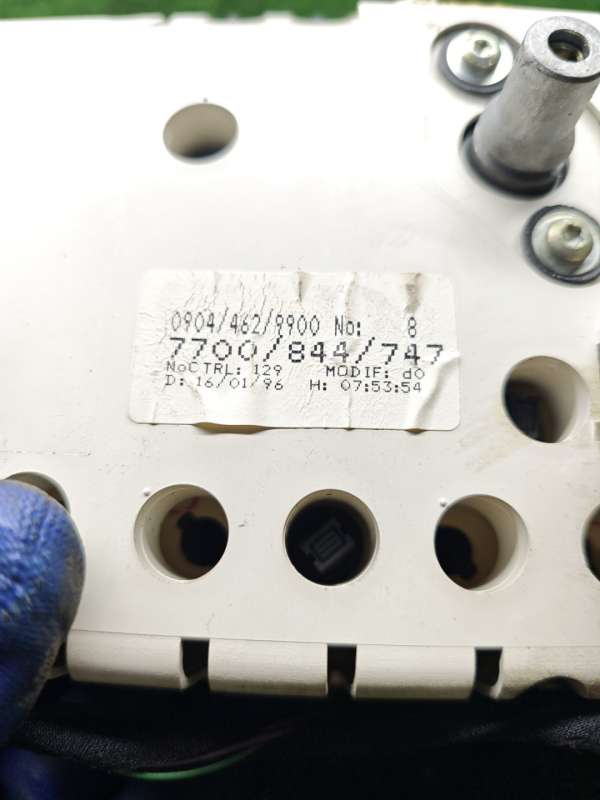 0904/462/9900 No: 8
7700/844/747
NoCTRL: 129 MODIF: d0
D: 16/01/96 H: 07:53:54